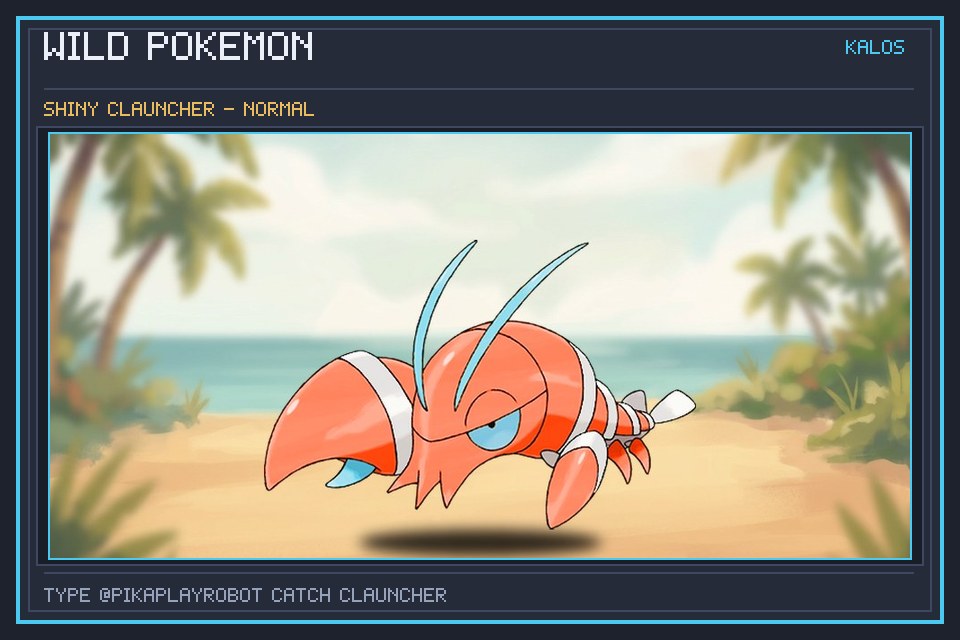 WILD POKEMON
KALOS
SHINY CLAUNCHER - NORMAL
TYPE @PIKAPLAYROBOT CATCH CLAUNCHER